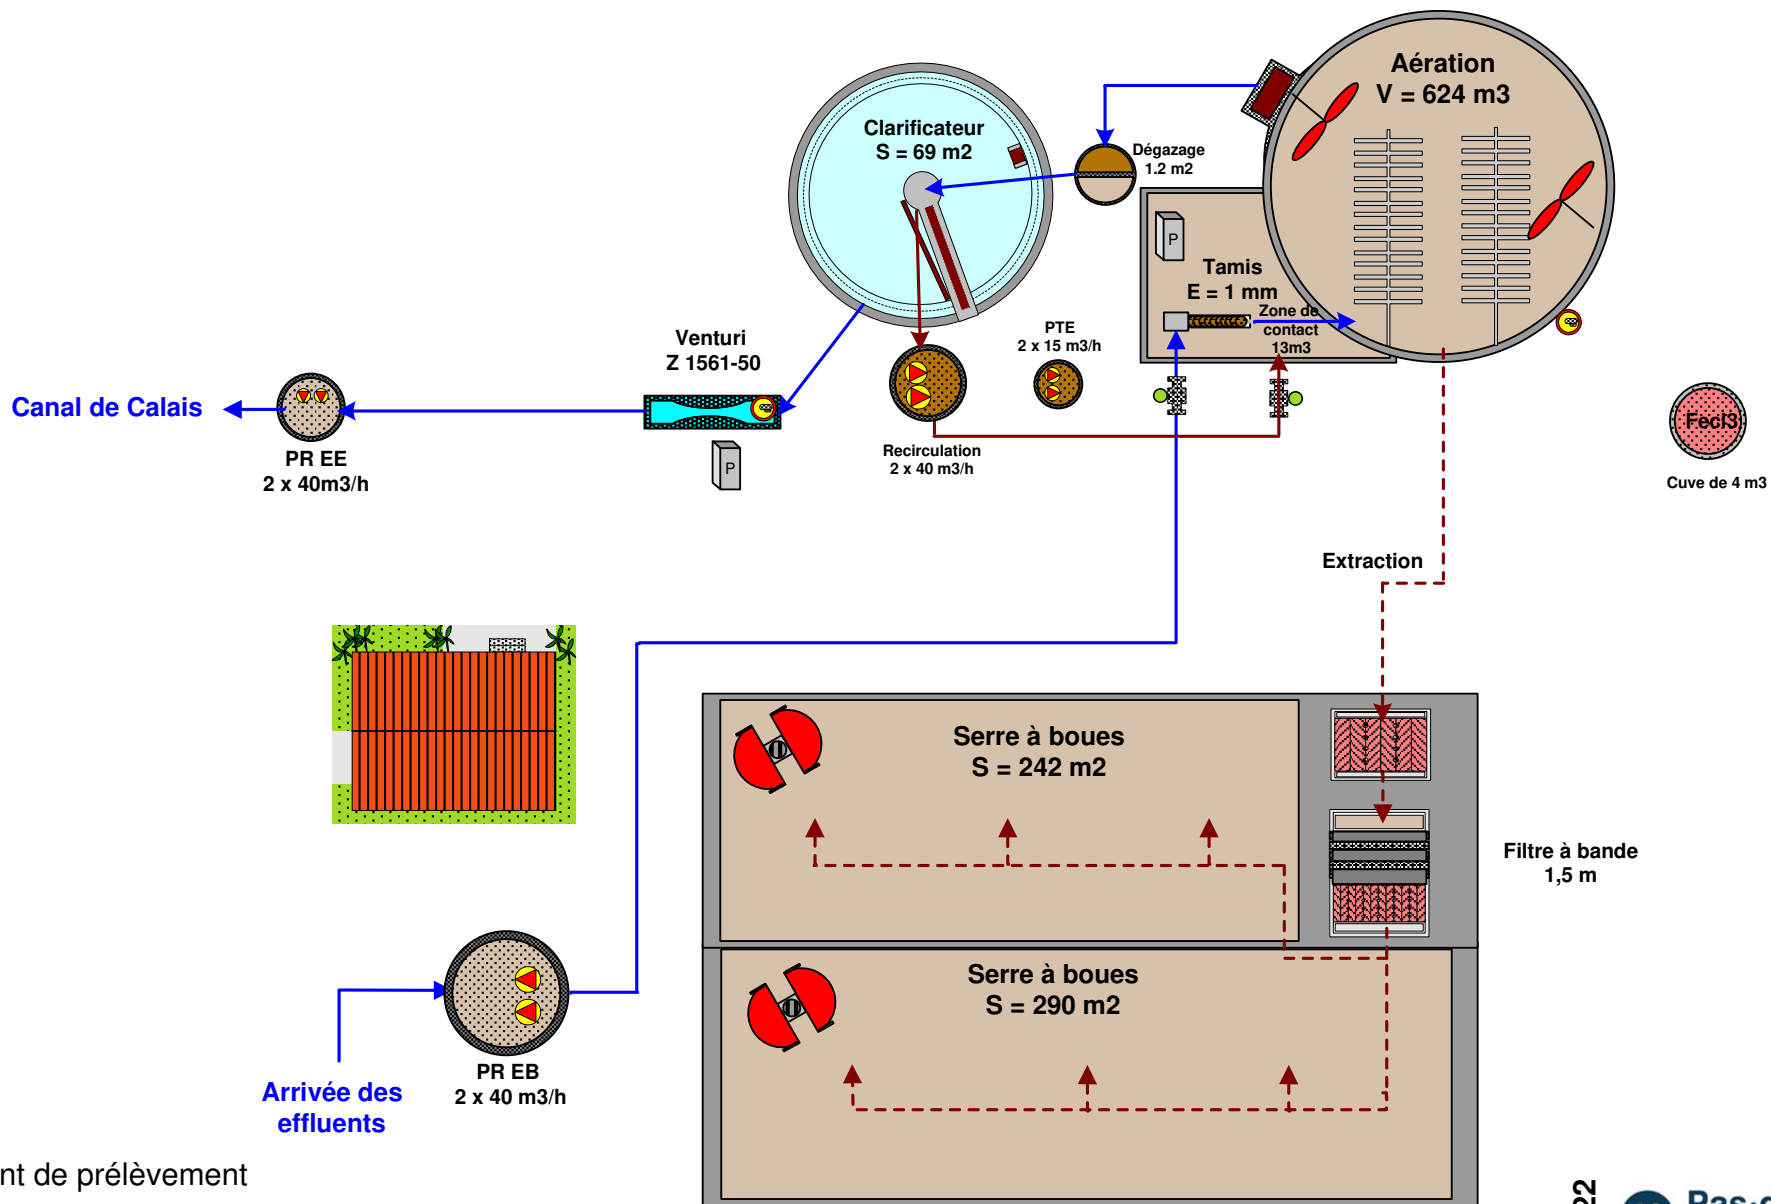 Aération
V = 624 m3
Clarificateur
S = 69 m2
Dégazage
1.2 m2
P
Tamis
E = 1 mm
Zone de
contact
13m3
PTE
2 x 15 m3/h
Venturi
Z 1561-50
Canal de Calais
PR EE
2 x 40m3/h
P
Recirculation
2 x 40 m3/h
Fecl3
Cuve de 4 m3
Extraction
Serre à boues
S = 242 m2
Filtre à bande
1,5 m
Serre à boues
S = 290 m2
PR EB
2 x 40 m3/h
Arrivée des
effluents
nt de prélèvement
22